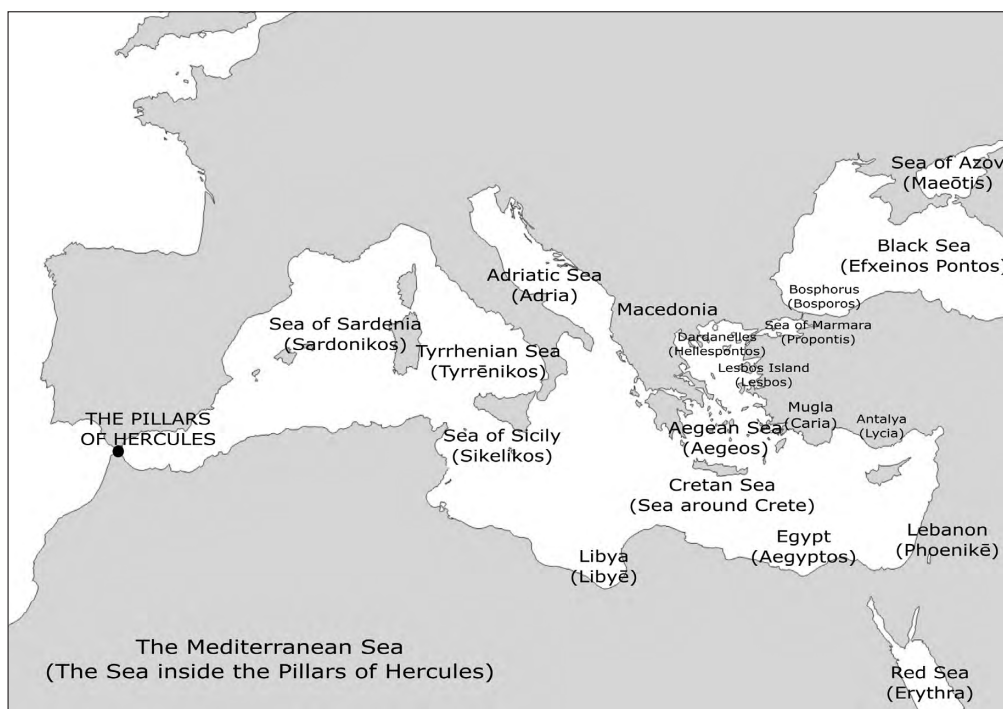 Sea of Azov
(Maeōtis)
Black Sea
(Efxeinos Pontos)
Bosphorus
(Bosporos)
Adriatic Sea
(Adria)
Macedonia
Sea of Marmara
(Propontis)
Dardanelles
(Hellespontos)
Sea of Sardenia
(Sardonikos)
Tyrrhenian Sea
(Tyrrēnikos)
Lesbos Island
(Lesbos)
THE PILLARS
OF HERCULES
Sea of Sicily
(Sikelikos)
Aegean Sea
(Aegeos)
Mugla
(Caria)
Antalya
(Lycia)
Cretan Sea
(Sea around Crete)
Libya
(Libyē)
Egypt
(Aegyptos)
Lebanon
(Phoenikē)
The Mediterranean Sea
(The Sea inside the Pillars of Hercules)
Red Sea
(Erythra)